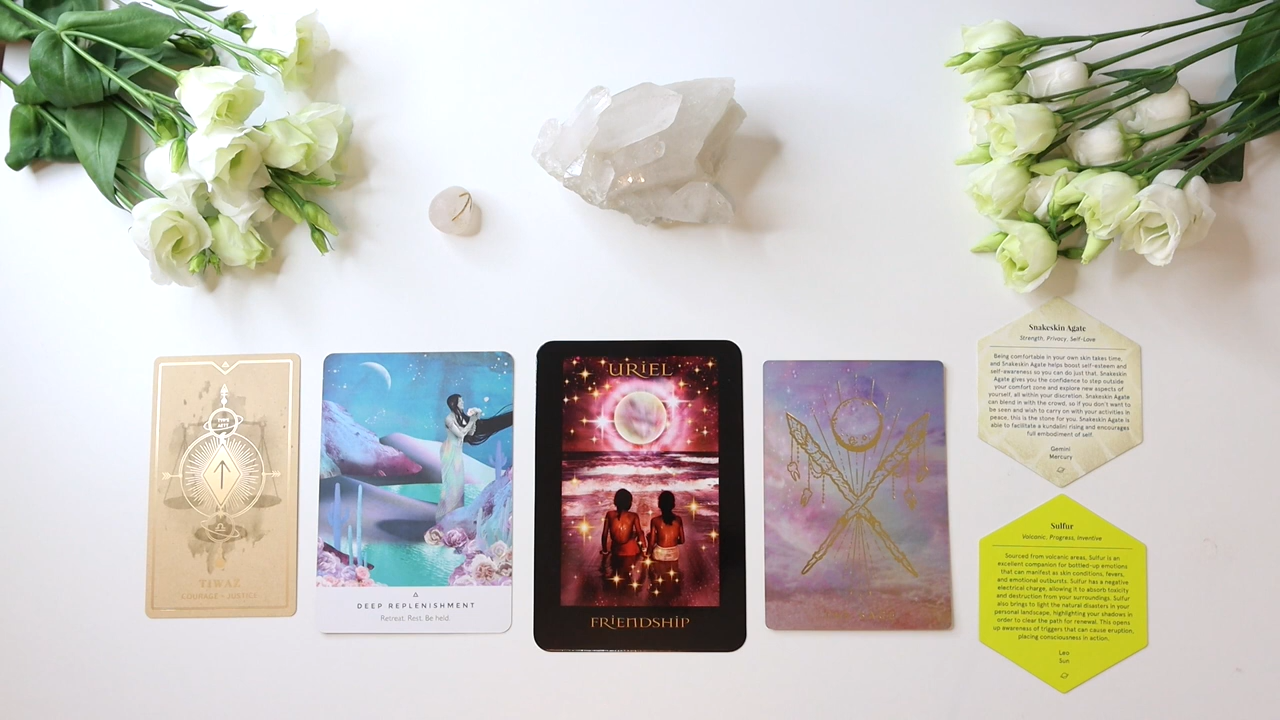 TIWAZ
COURAGE - JUSTICE
DEEP REPLENISHMENT
Retreat. Rest. Be held.
URIEL
FRIENDSHIP
Snakeskin Agate
Strength, Privacy, Self-Love
Being comfortable in your own skin takes time,
and Snakeskin Agate helps boost self-esteem and
self-awareness so you can do just that. Snakeskin
Agate gives you the confidence to step outside
your comfort zone and explore new aspects of
yourself, all within your discretion. Snakeskin Agate
can blend in with the crowd, so if you don't want to
be seen and wish to carry on with your activities in
peace, this is the stone for you. Snakeskin Agate is
able to facilitate a kundalini rising and encourages
full embodiment of self.
Gemini
Mercury
Sulfur
Volcanic, Progress, Inventive
Sourced from volcanic areas, Sulfur is an
excellent companion for bottled-up emotions
that can manifest as skin conditions, fevers,
and emotional outbursts. Sulfur has a negative
electrical charge, allowing it to absorb toxicity
and destruction from your surroundings. Sulfur
also brings to light the natural disasters in your
personal landscape, highlighting your shadows in
order to clear the path for renewal. This opens
up awareness of triggers that can cause eruption,
placing consciousness in action.
Leo
Sun